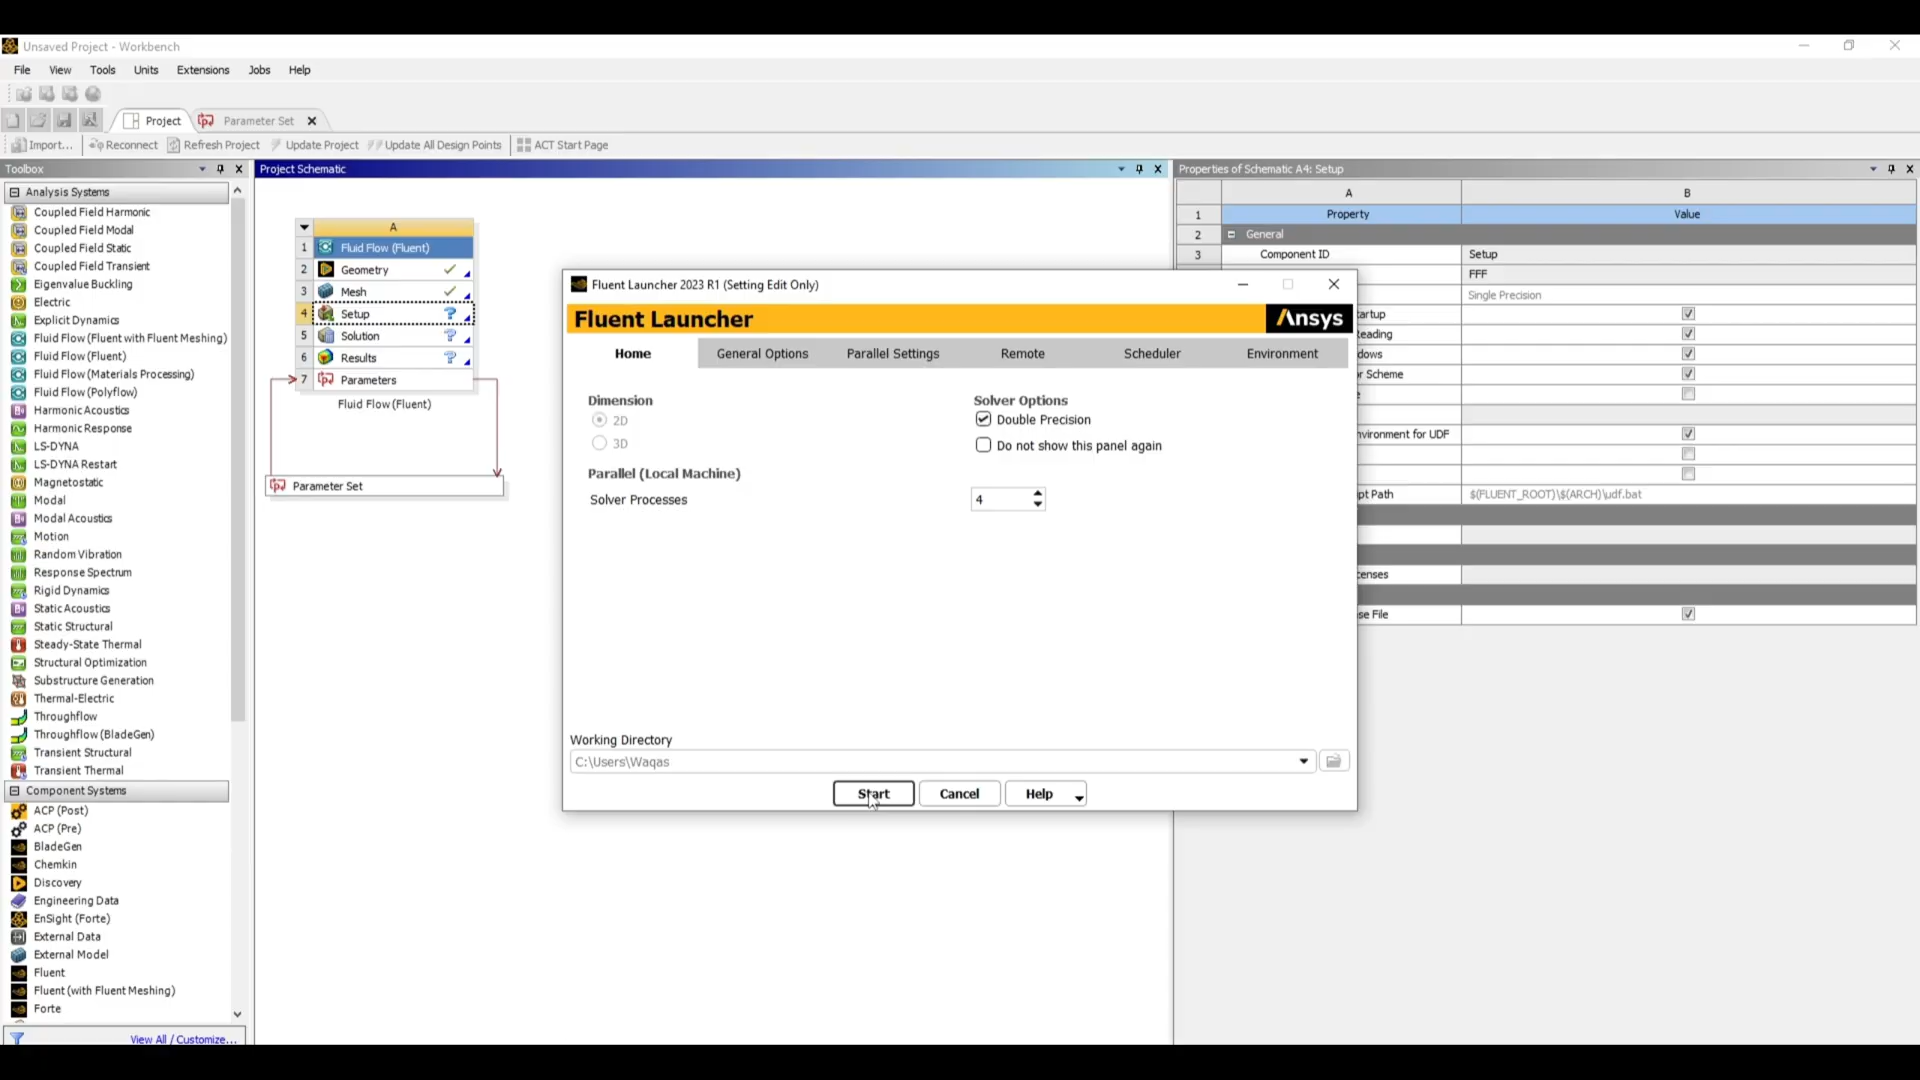 Unsaved Project - Workbench
File View Tools Units Extensions Jobs Help
Project Parameter Set
Import... Reconnect Refresh Project Update Project Update All Design Points ACT Start Page
Toolbox
Analysis Systems
Coupled Field Harmonic
Coupled Field Modal
Coupled Field Static
Coupled Field Transient
Eigenvalue Buckling
Electric
Explicit Dynamics
Fluid Flow (Fluent with Fluent Meshing)
Fluid Flow (Fluent)
Fluid Flow (Materials Processing)
Fluid Flow (Polyflow)
Harmonic Acoustics
Harmonic Response
LS-DYNA
LS-DYNA Restart
Magnetostatic
Modal
Modal Acoustics
Motion
Random Vibration
Response Spectrum
Rigid Dynamics
Static Acoustics
Static Structural
Steady-State Thermal
Structural Optimization
Substructure Generation
Thermal-Electric
Throughflow
Throughflow (BladeGen)
Transient Structural
Transient Thermal
Component Systems
ACP (Post)
ACP (Pre)
BladeGen
Chemkin
Discovery
Engineering Data
EnSight (Forte)
External Data
External Model
Fluent
Fluent (with Fluent Meshing)
Forte
View All / Customize...
Project Schematic
A
1 Fluid Flow (Fluent)
2 Geometry
3 Mesh
4 Setup ?
5 Solution ?
6 Results ?
7 Parameters
Fluid Flow (Fluent)
Parameter Set
Fluent Launcher 2023 R1 (Setting Edit Only)
Fluent Launcher Ansys
Home General Options Parallel Settings Remote Scheduler Environment
Dimension
2D
3D
Solver Options
Double Precision
Do not show this panel again
Parallel (Local Machine)
Solver Processes 4
Working Directory
C:\Users\Waqas
Start Cancel Help
Properties of Schematic A4: Setup
A B
1 Property Value
2 General
3 Component ID Setup
FFF
Single Precision
artup
Reading
dows
r Scheme
nvironment for UDF
pt Path $(FLUENT_ROOT)\$(ARCH)\udf.bat
censes
se File